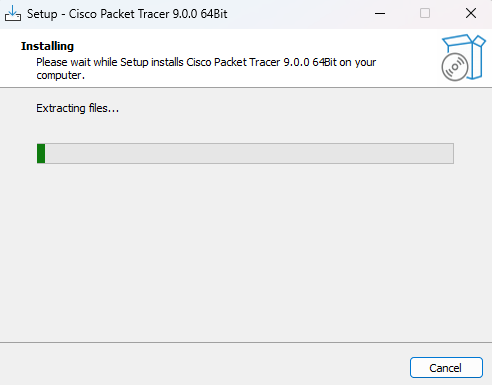 Setup - Cisco Packet Tracer 9.0.0 64Bit
Installing
Please wait while Setup installs Cisco Packet Tracer 9.0.0 64Bit on your
computer.
Extracting files...
Cancel